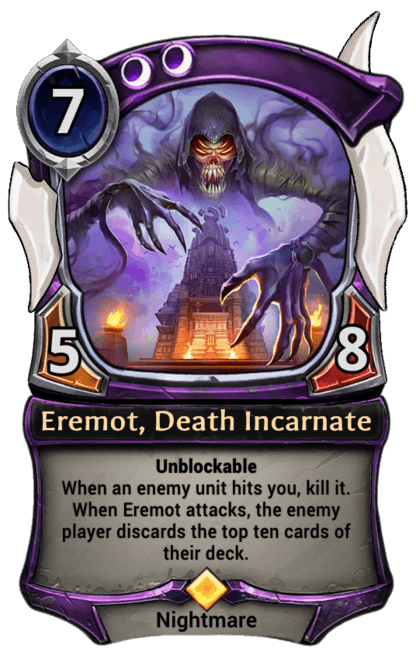 7
5
8
Eremot, Death Incarnate
Unblockable
When an enemy unit hits you, kill it.
When Eremot attacks, the enemy
player discards the top ten cards of
their deck.
Nightmare